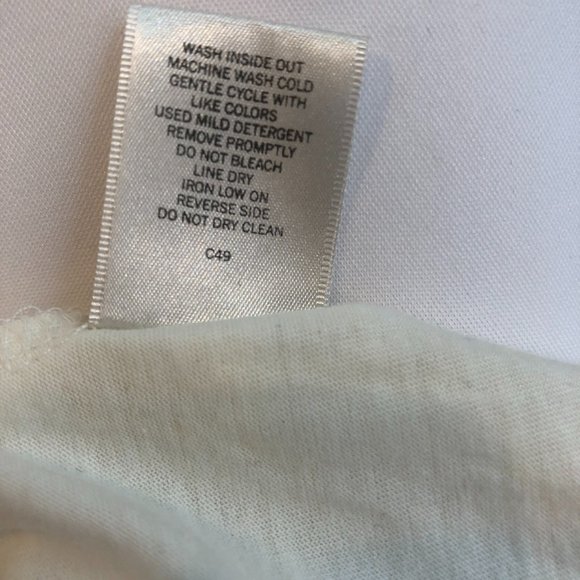 WASH INSIDE OUT
MACHINE WASH COLD
GENTLE CYCLE WITH
LIKE COLORS
USED MILD DETERGENT
REMOVE PROMPTLY
DO NOT BLEACH
LINE DRY
IRON LOW ON
REVERSE SIDE
DO NOT DRY CLEAN
C49